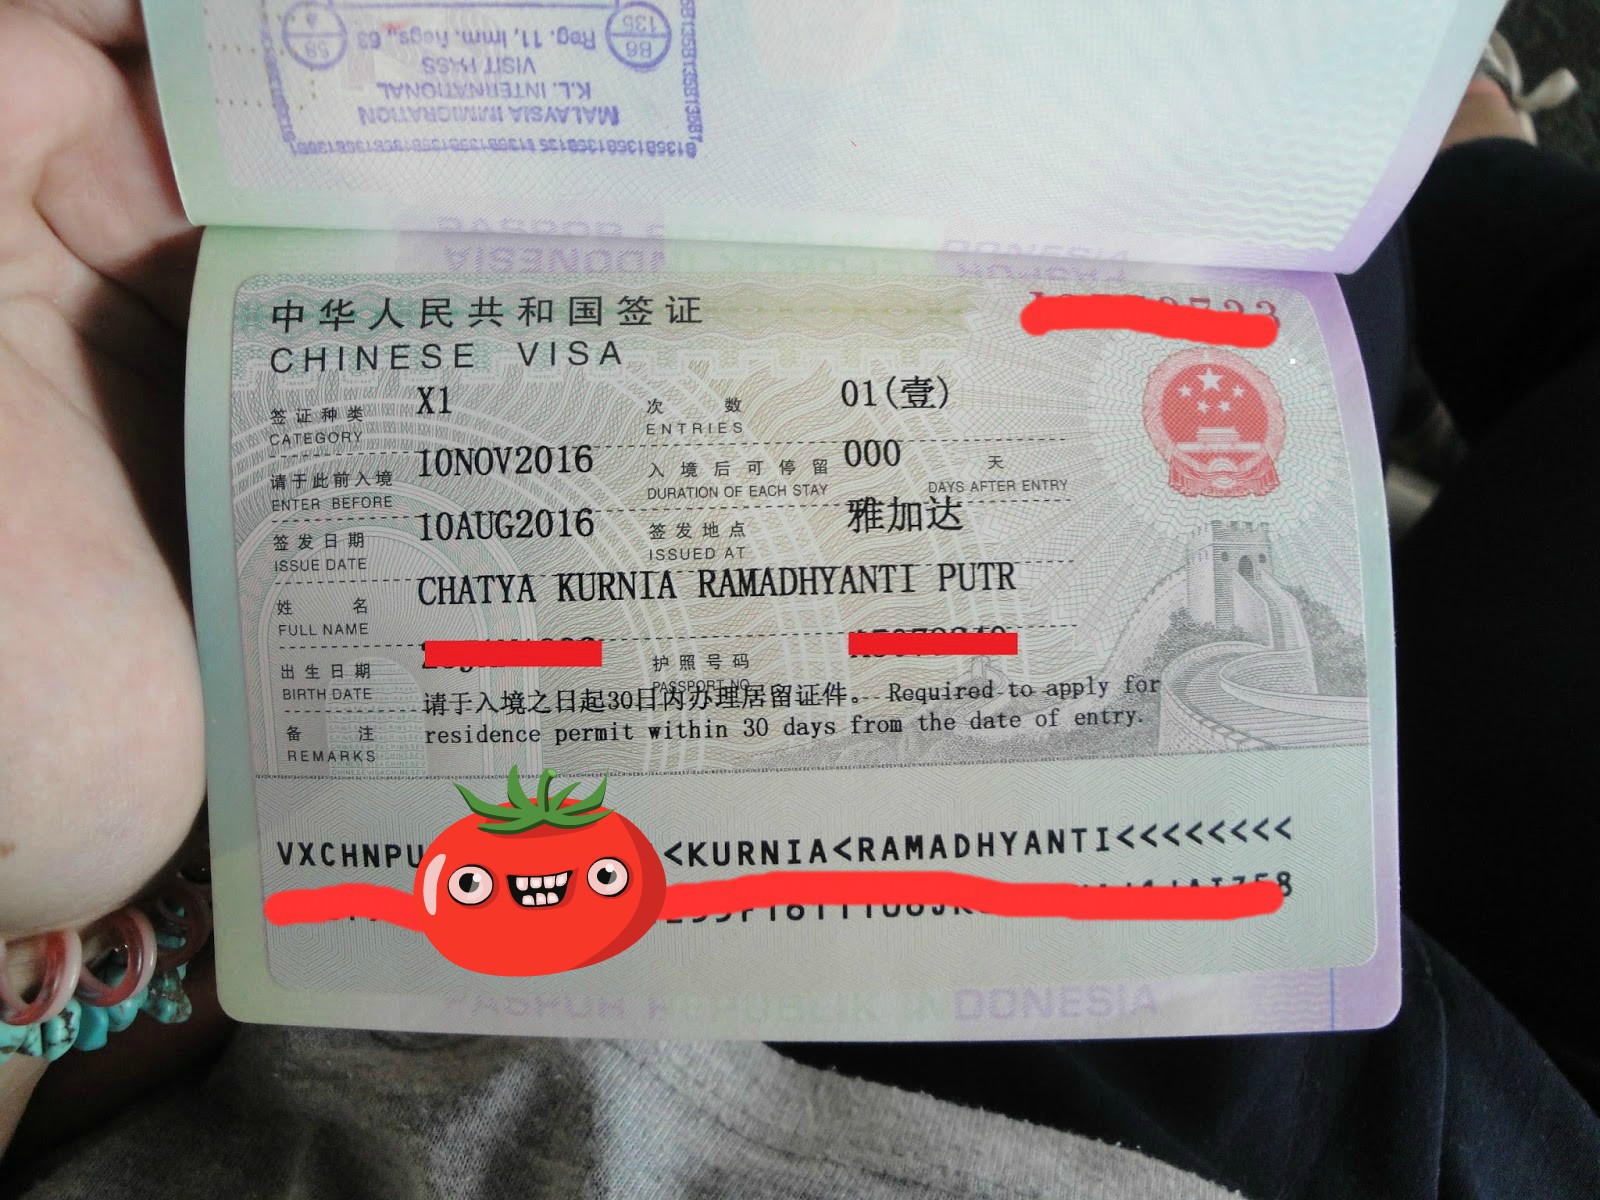 Reg. 11, Imm. Regs., 63
VISIT PASS
K.L. INTERNATIONAL
MALAYSIA IMMIGRATION
中华人民共和国签证
CHINESE VISA
签证种类 X1 次数 01(壹)
CATEGORY ENTRIES
请于此前入境 10NOV2016 入境后可停留 000 天
ENTER BEFORE DURATION OF EACH STAY DAYS AFTER ENTRY
签发日期 10AUG2016 签发地点 雅加达
ISSUE DATE ISSUED AT
姓名 CHATYA KURNIA RAMADHYANTI PUTR
FULL NAME
出生日期 护照号码
BIRTH DATE PASSPORT NO.
请于入境之日起30日内办理居留证件。 Required to apply for
备注 residence permit within 30 days from the date of entry.
REMARKS
VXCHNPU <KURNIA<RAMADHYANTI<<<<<<<<
INDONESIA